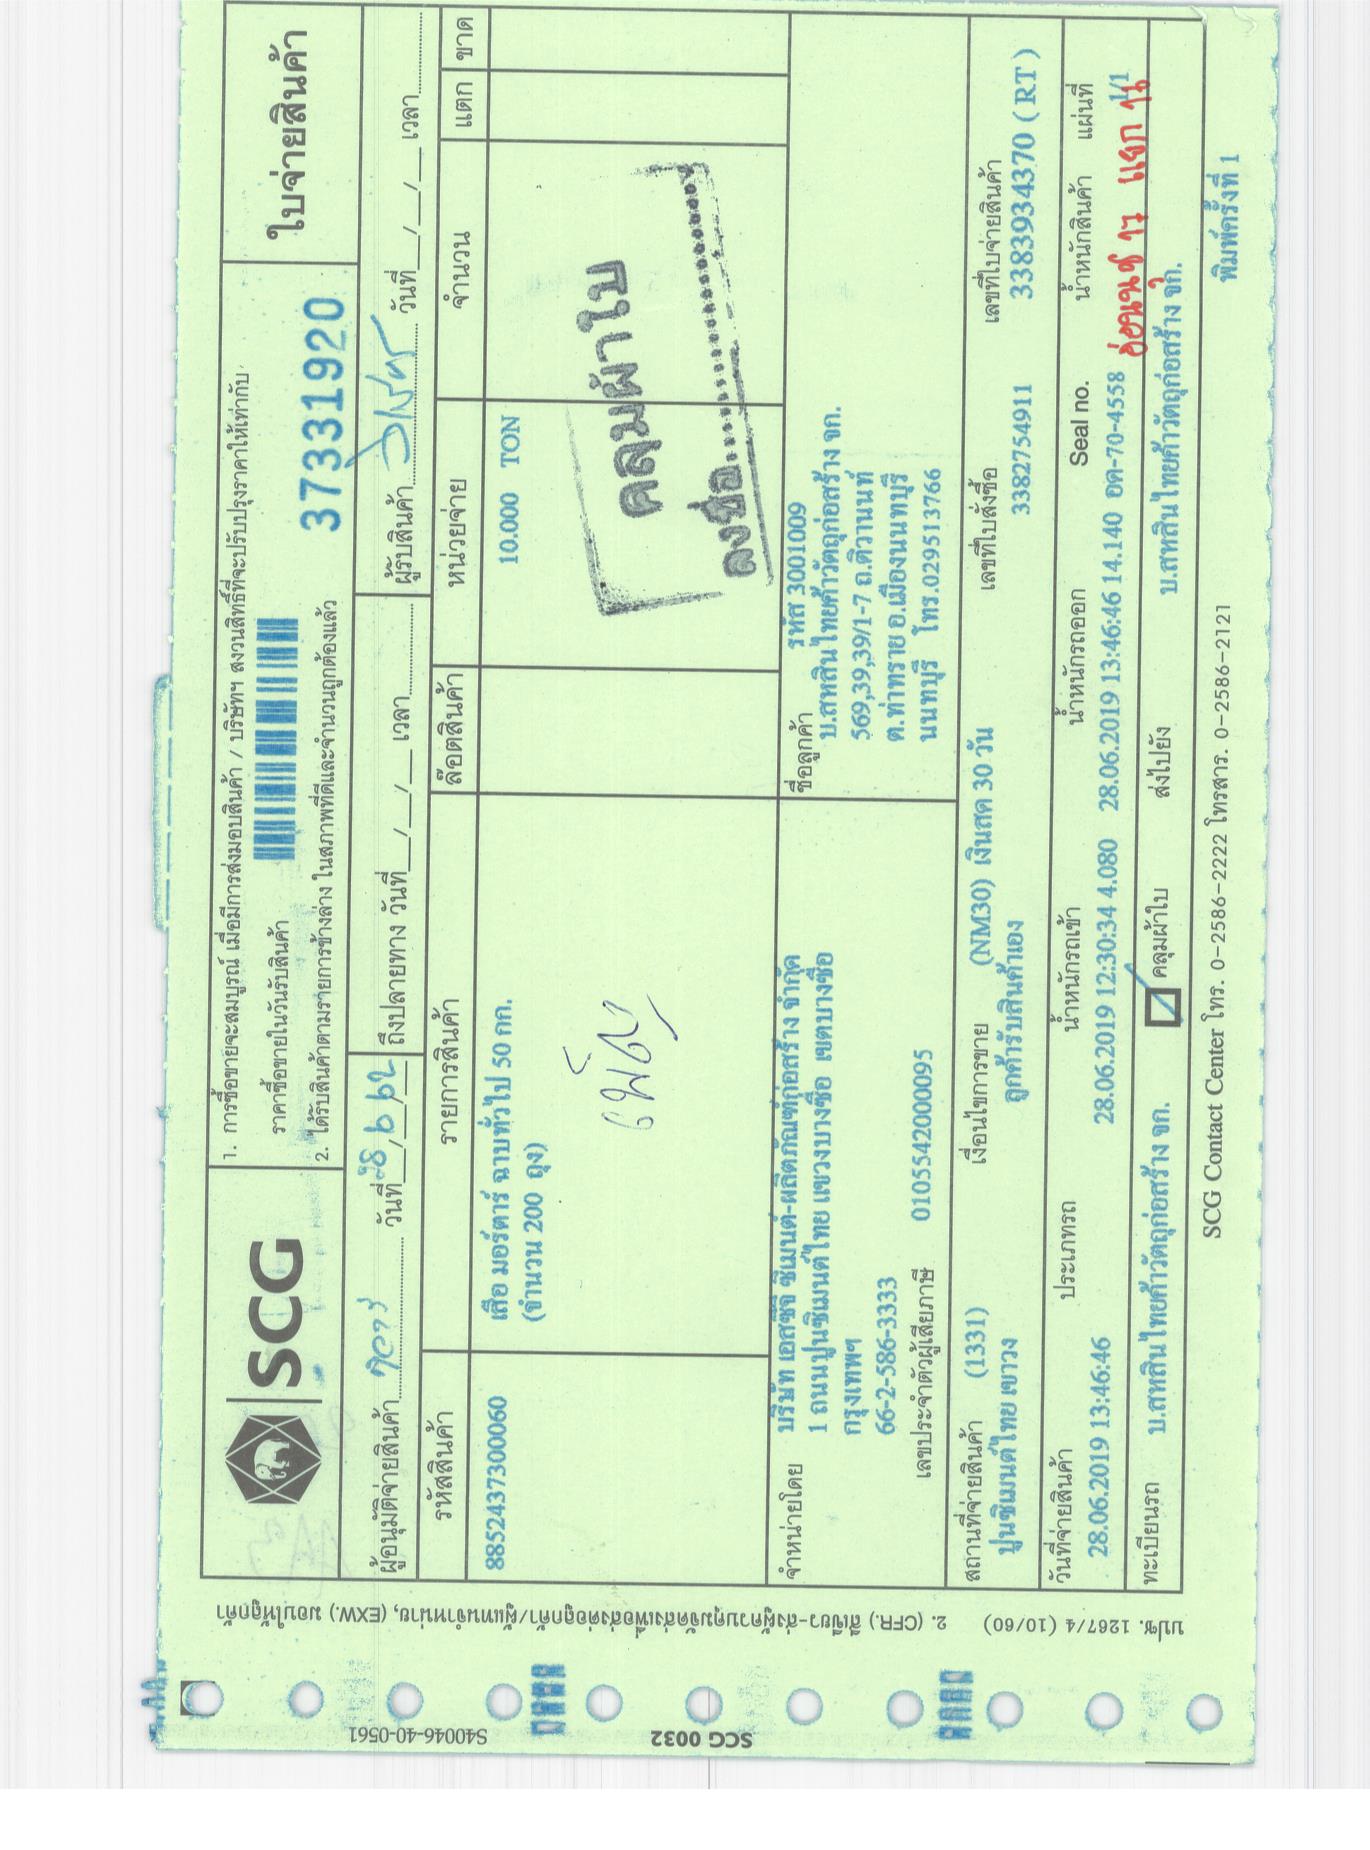 SCG
1. การซื้อขายจะสมบูรณ์ เมื่อมีการส่งมอบสินค้า / บริษัทฯ สงวนสิทธิ์ที่จะปรับปรุงราคาให้เท่ากับ
ราคาซื้อขายในวันรับสินค้า
2. ได้รับสินค้าตามรายการข้างล่าง ในสภาพที่ดีและจำนวนถูกต้องแล้ว
37331920
ใบจ่ายสินค้า
ผู้อนุมัติจ่ายสินค้า วันที่ 28/6/62 ถึงปลายทาง วันที่ __/__/__ เวลา ผู้รับสินค้า วันที่ __/__/__ เวลา
รหัสสินค้า รายการสินค้า ล๊อตสินค้า หน่วยจ่าย จำนวน แตก ขาด
8852437300060 เสือ มอร์ตาร์ ฉาบทั่วไป 50 กก. 10.000 TON
(จำนวน 200 ถุง)
คลุมผ้าใบ
ลงชื่อ
จำหน่ายโดย บริษัท เอสซีจี ซิเมนต์-ผลิตภัณฑ์ก่อสร้าง จำกัด
1 ถนนปูนซิเมนต์ไทย แขวงบางซื่อ เขตบางซื่อ
กรุงเทพฯ
66-2-586-3333
เลขประจำตัวผู้เสียภาษี 0105542000095
ชื่อลูกค้า รหัส 3001009
บ.สหสินไทยค้าวัตถุก่อสร้าง จก.
569,39,39/1-7 ถ.ติวานนท์
ต.ท่าทราย อ.เมืองนนทบุรี
นนทบุรี โทร.029513766
สถานที่จ่ายสินค้า (1331) เงื่อนไขการขาย (NM30) เงินสด 30 วัน เลขที่ใบสั่งซื้อ เลขที่ใบจ่ายสินค้า
ปูนซิเมนต์ไทย เขาวง ลูกค้ารับสินค้าเอง 3382754911 3383934370 ( RT )
วันที่จ่ายสินค้า ประเภทรถ น้ำหนักรถเข้า น้ำหนักรถออก Seal no. น้ำหนักสินค้า แผ่นที่
28.06.2019 13:46:46 28.06.2019 12:30:34 4.080 28.06.2019 13:46:46 14.140 อด-70-4558 1/1
อ่อนนุช 17 แยก 16
ทะเบียนรถ บ.สหสินไทยค้าวัตถุก่อสร้าง จก. คลุมผ้าใบ ส่งไปยัง บ.สหสินไทยค้าวัตถุก่อสร้าง จก.
SCG Contact Center โทร. 0-2586-2222 โทรสาร. 0-2586-2121
พิมพ์ครั้งที่ 1
S40046-40-0561
SCG 0032
บปช. 1267/4 (10/60) 2. (CFR.) สีเขียว-ส่งผู้ควบคุมจัดส่งเพื่อส่งต่อลูกค้า/ผู้แทนจำหน่าย, (EXW.) มอบให้ลูกค้า